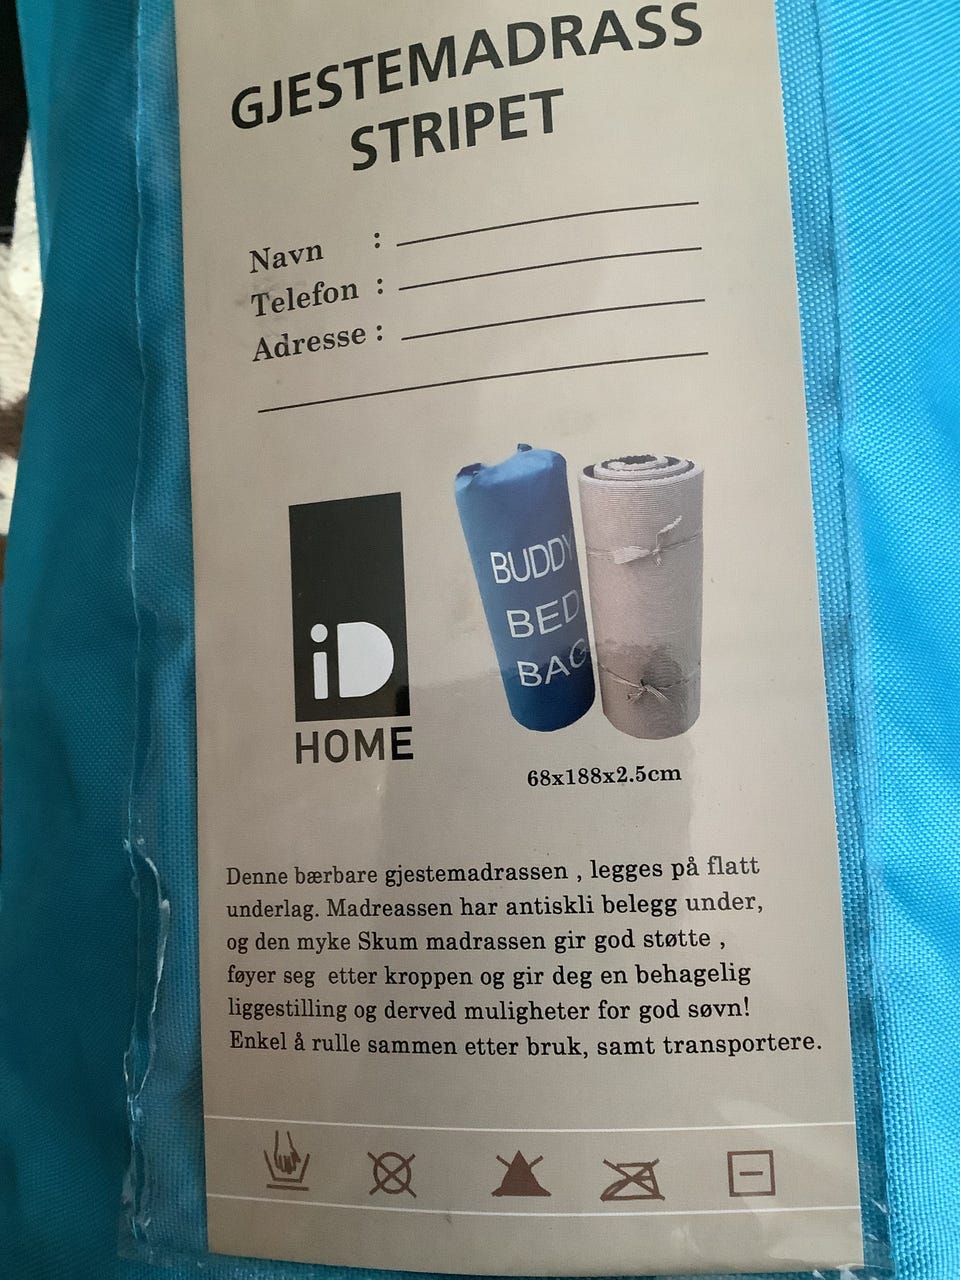 GJESTEMADRASS
STRIPET
Navn :
Telefon :
Adresse :
BUDDY
BED
BAG
iD
HOME
68x188x2.5cm
Denne bærbare gjestemadrassen , legges på flatt
underlag. Madreassen har antiskli belegg under,
og den myke Skum madrassen gir god støtte ,
føyer seg etter kroppen og gir deg en behagelig
liggestilling og derved muligheter for god søvn!
Enkel å rulle sammen etter bruk, samt transportere.